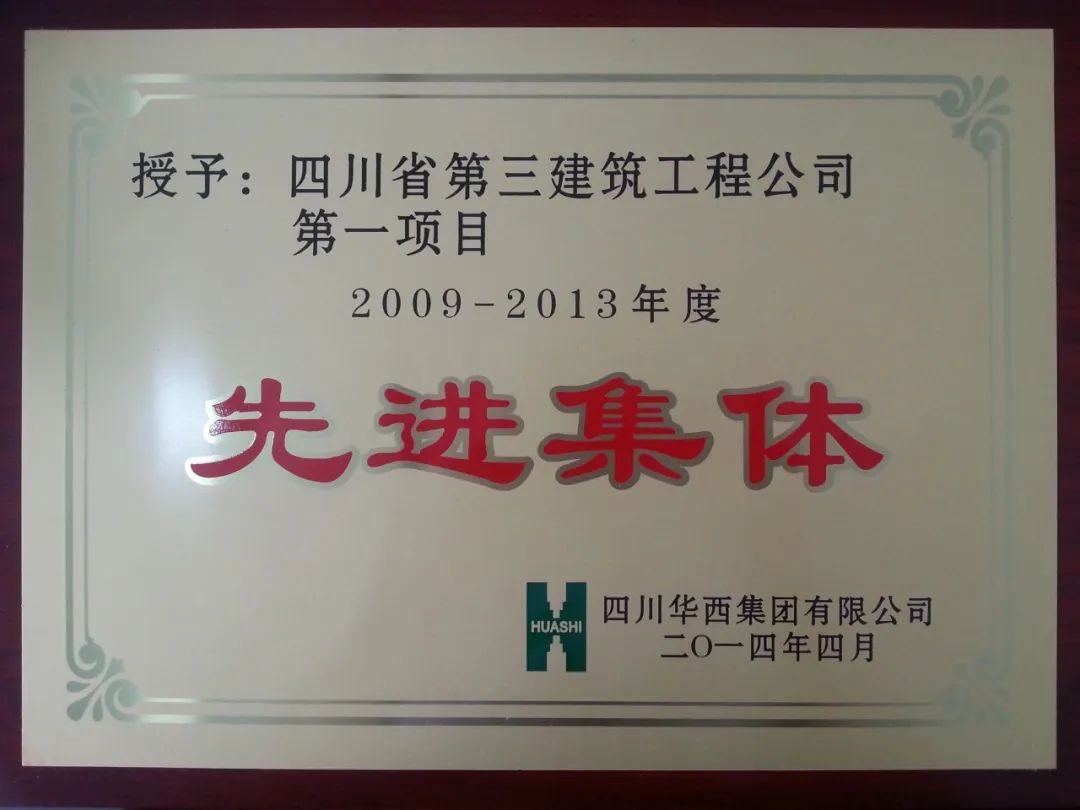 授予：四川省第三建筑工程公司
第一项目
2009-2013年度
先进集体
HUASHI
四川华西集团有限公司
二〇一四年四月